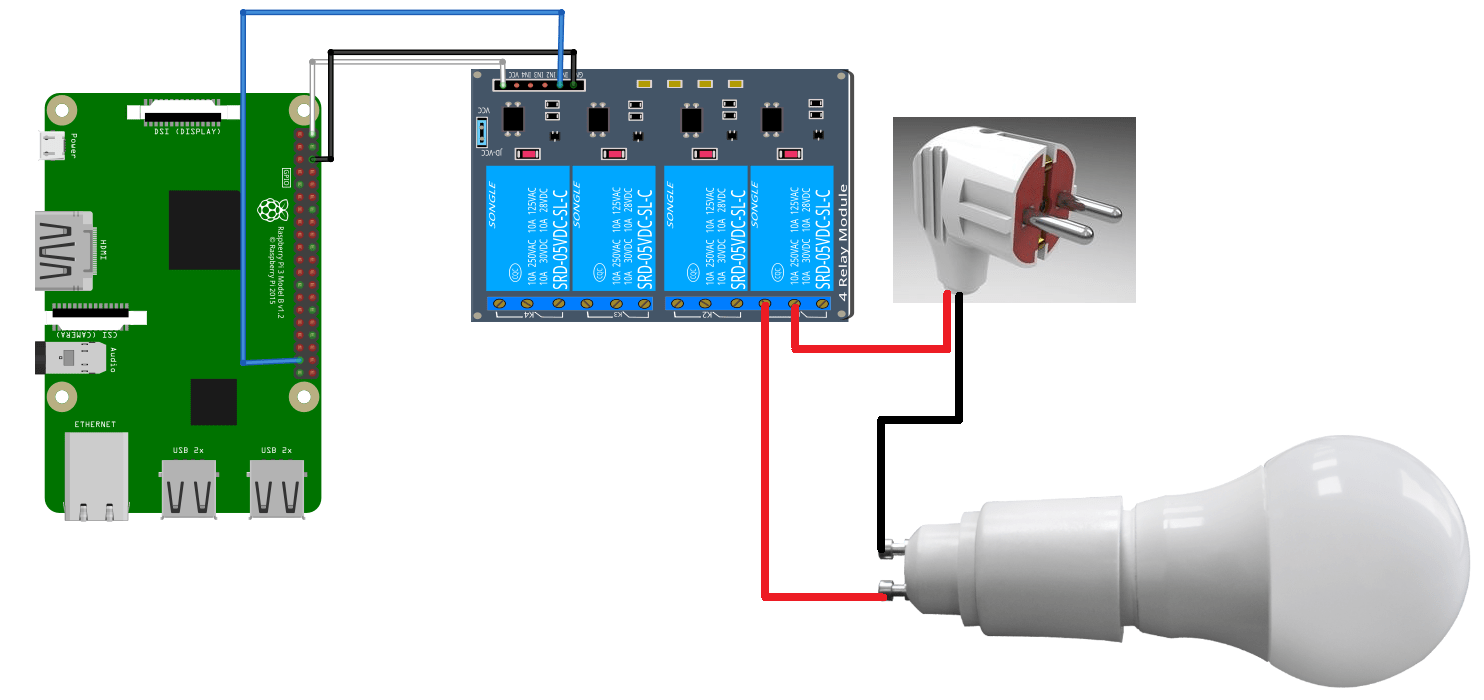 DSI (DISPLAY)
Power
GPIO
HDMI
Raspberry Pi 3 Model B v1.2
© Raspberry Pi 2015
CSI (CAMERA)
Audio
ETHERNET
USB 2x
USB 2x
VCC
IN4
IN3
IN2
VCC
JD-VCC
SONGLE
10A 250VAC 10A 125VAC
10A 30VDC 10A 28VDC
SRD-05VDC-SL-C
SONGLE
10A 250VAC 10A 125VAC
10A 30VDC 10A 28VDC
SRD-05VDC-SL-C
SONGLE
10A 250VAC 10A 125VAC
10A 30VDC 10A 28VDC
SRD-05VDC-SL-C
SONGLE
10A 250VAC 10A 125VAC
10A 30VDC 10A 28VDC
SRD-05VDC-SL-C
4 Relay Module
K4
K3
K2